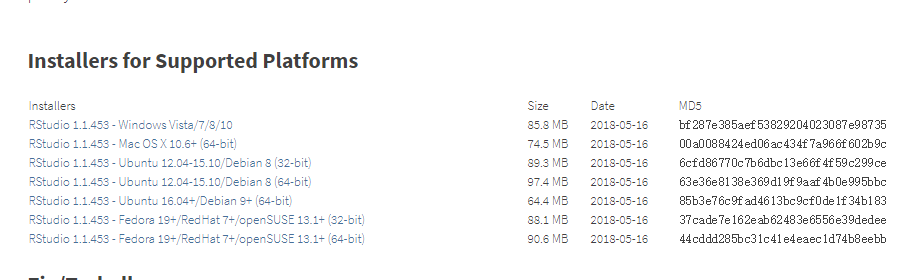 Installers for Supported Platforms
Installers Size Date MD5
RStudio 1.1.453 - Windows Vista/7/8/10 85.8 MB 2018-05-16 bf287e385aef53829204023087e98735
RStudio 1.1.453 - Mac OS X 10.6+ (64-bit) 74.5 MB 2018-05-16 00a0088424ed06ac434f7a966f602b9c
RStudio 1.1.453 - Ubuntu 12.04-15.10/Debian 8 (32-bit) 89.3 MB 2018-05-16 6cfd86770c7b6dbc13e66f4f59c299ce
RStudio 1.1.453 - Ubuntu 12.04-15.10/Debian 8 (64-bit) 97.4 MB 2018-05-16 63e36e8138e369d19f9aaf4b0e995bbc
RStudio 1.1.453 - Ubuntu 16.04+/Debian 9+ (64-bit) 64.4 MB 2018-05-16 85b3e76c9fad4613bc9cf0de1f34b183
RStudio 1.1.453 - Fedora 19+/RedHat 7+/openSUSE 13.1+ (32-bit) 88.1 MB 2018-05-16 37cade7e162eab62483e6556e39dedee
RStudio 1.1.453 - Fedora 19+/RedHat 7+/openSUSE 13.1+ (64-bit) 90.6 MB 2018-05-16 44cddd285bc31c41e4eaec1d74b8eebb